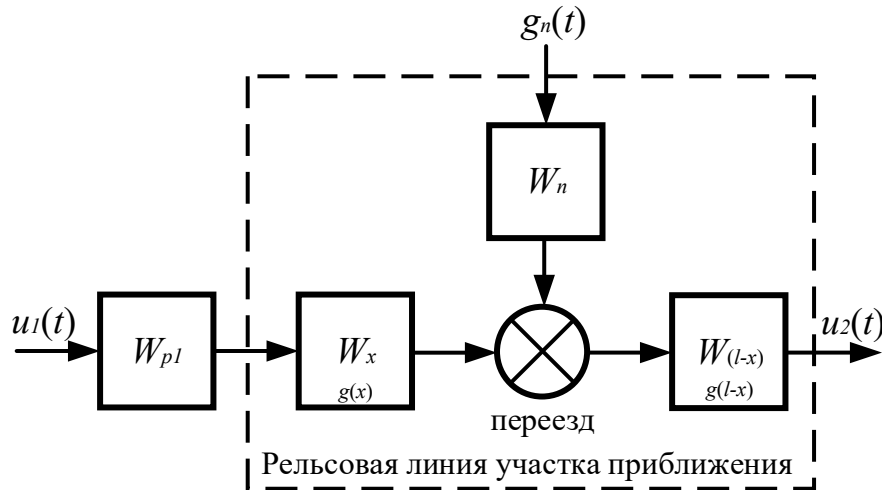 gn(t)
Wn
u1(t)
Wp1
Wx
g(x)
W(l-x)
g(l-x)
u2(t)
переезд
Рельсовая линия участка приближения